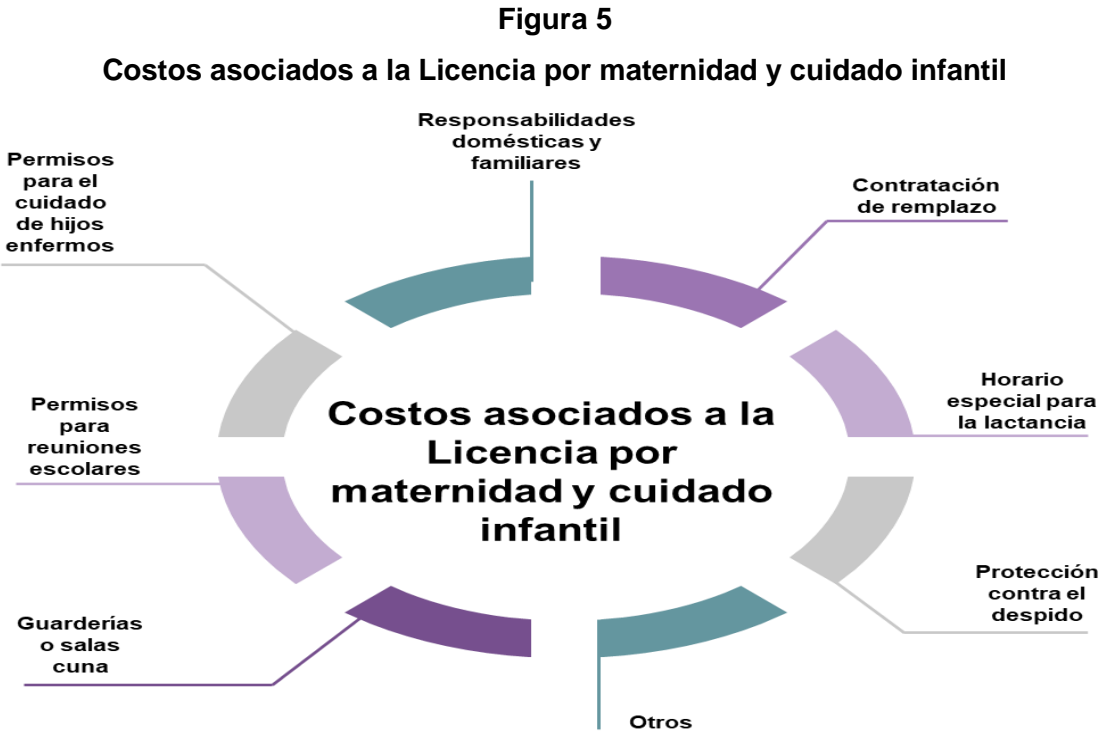 Figura 5
Costos asociados a la Licencia por maternidad y cuidado infantil
Responsabilidades
domésticas y
familiares
Contratación
de remplazo
Horario
especial para
la lactancia
Protección
contra el
despido
Otros
Guarderías
o salas
cuna
Permisos
para
reuniones
escolares
Permisos
para el
cuidado
de hijos
enfermos
Costos asociados a la
Licencia por
maternidad y cuidado
infantil